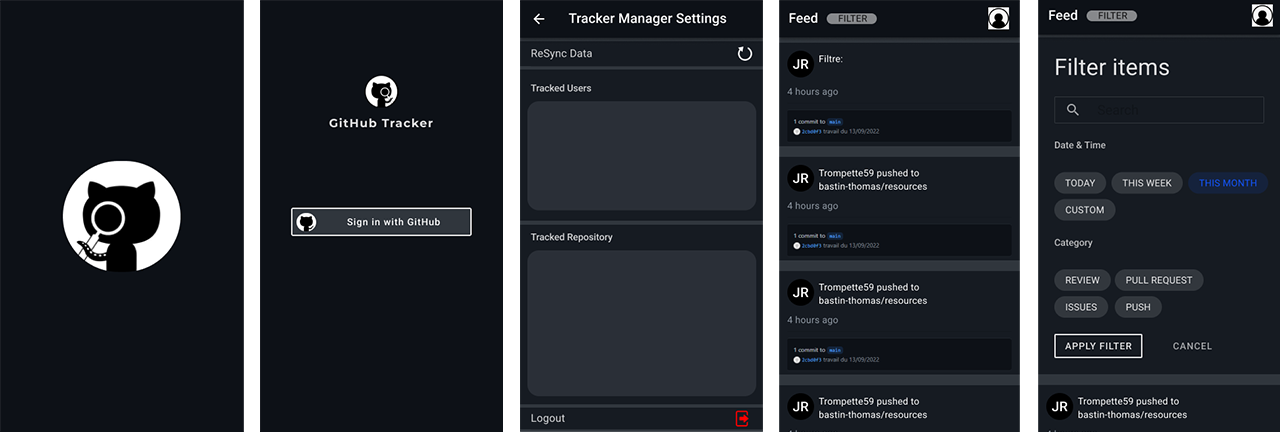 GitHub Tracker
Sign in with GitHub
Tracker Manager Settings
ReSync Data
Tracked Users
Tracked Repository
Logout
Feed FILTER
JR Filtre:
4 hours ago
1 commit to main
2c5d0f3 travail du 13/09/2022
JR Trompette59 pushed to
bastin-thomas/resources
4 hours ago
1 commit to main
2c5d0f3 travail du 13/09/2022
JR Trompette59 pushed to
bastin-thomas/resources
4 hours ago
1 commit to main
2c5d0f3 travail du 13/09/2022
JR Trompette59 pushed to
bastin-thomas/resources
Feed FILTER
Filter items
Search
Date & Time
TODAY THIS WEEK THIS MONTH
CUSTOM
Category
REVIEW PULL REQUEST
ISSUES PUSH
APPLY FILTER CANCEL
JR Trompette59 pushed to
bastin-thomas/resources